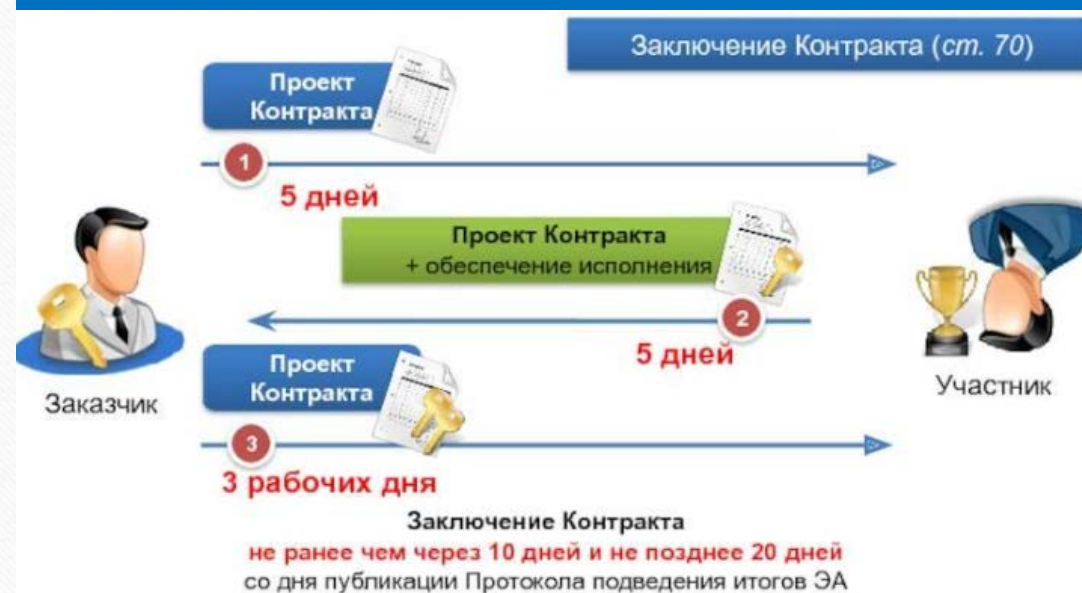 Заключение Контракта (ст. 70)
Проект
Контракта
1
5 дней
Проект Контракта
+ обеспечение исполнения
2
5 дней
Заказчик
Участник
Проект
Контракта
3
3 рабочих дня
Заключение Контракта
не ранее чем через 10 дней и не позднее 20 дней
со дня публикации Протокола подведения итогов ЭА